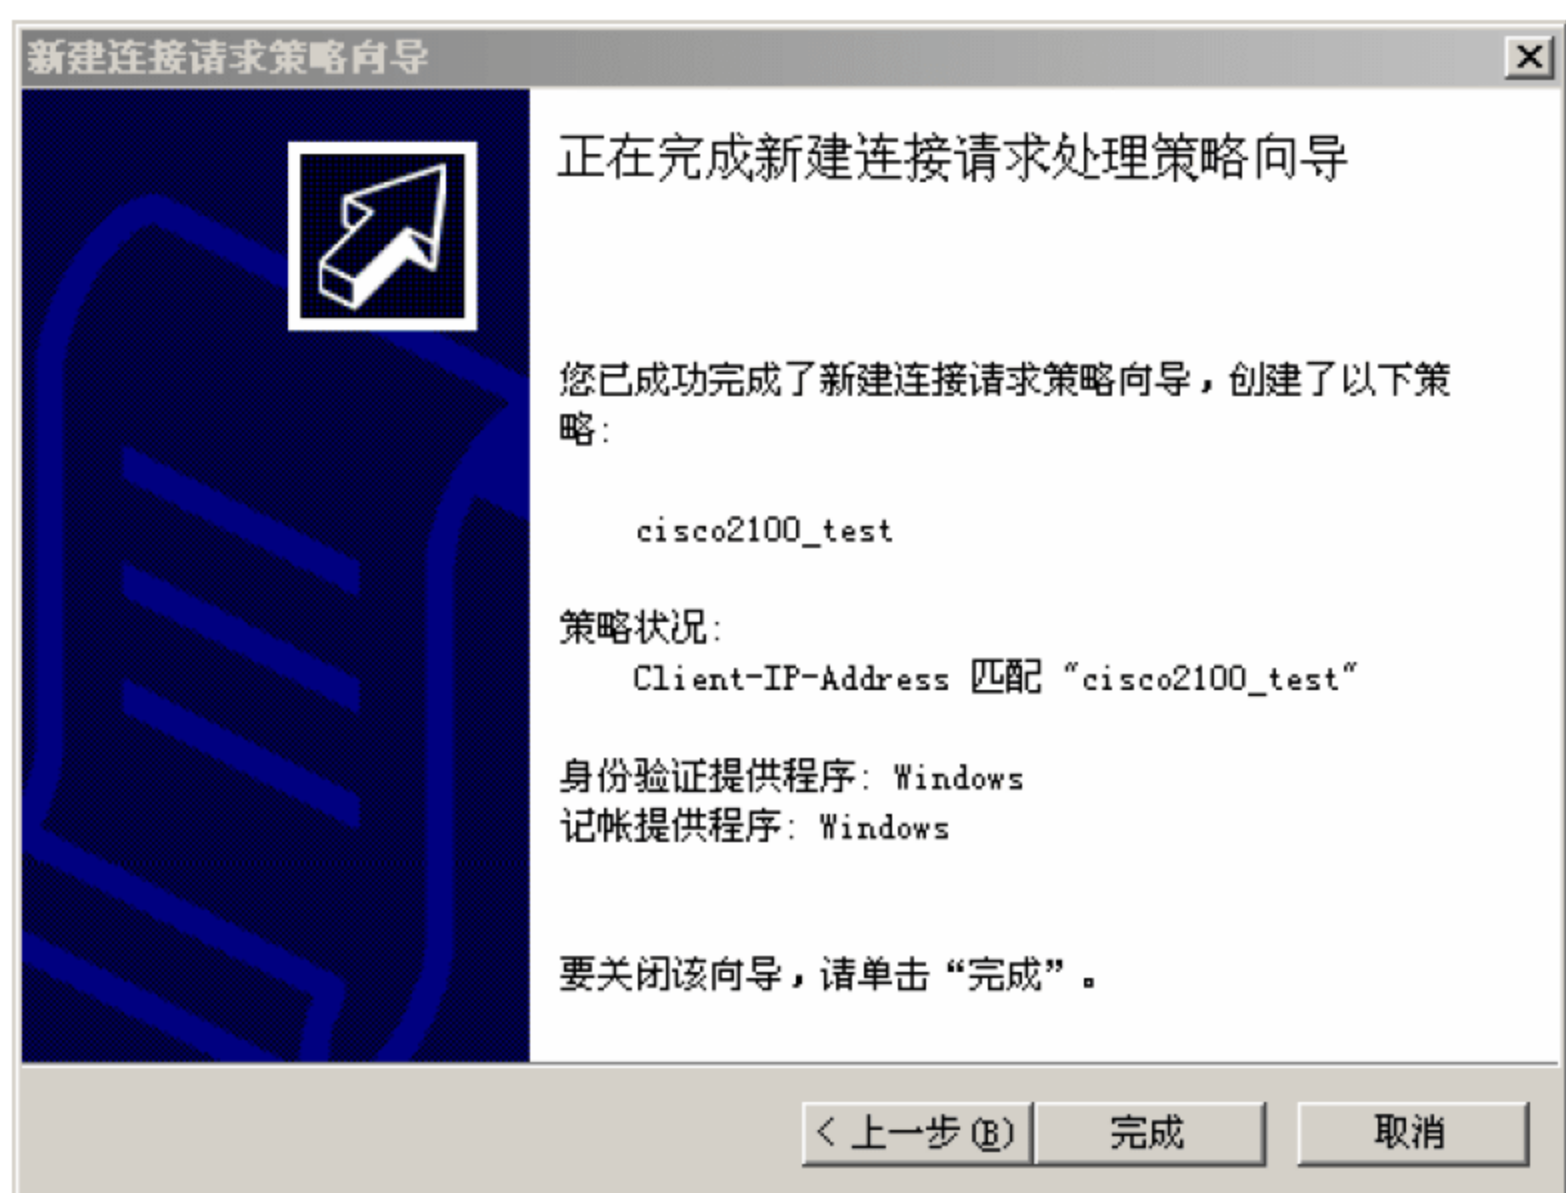 新建连接请求策略向导
正在完成新建连接请求处理策略向导
您已成功完成了新建连接请求策略向导，创建了以下策
略:
cisco2100_test
策略状况:
Client-IP-Address 匹配 "cisco2100_test"
身份验证提供程序: Windows
记帐提供程序: Windows
要关闭该向导，请单击“完成”。
< 上一步(B)
完成
取消